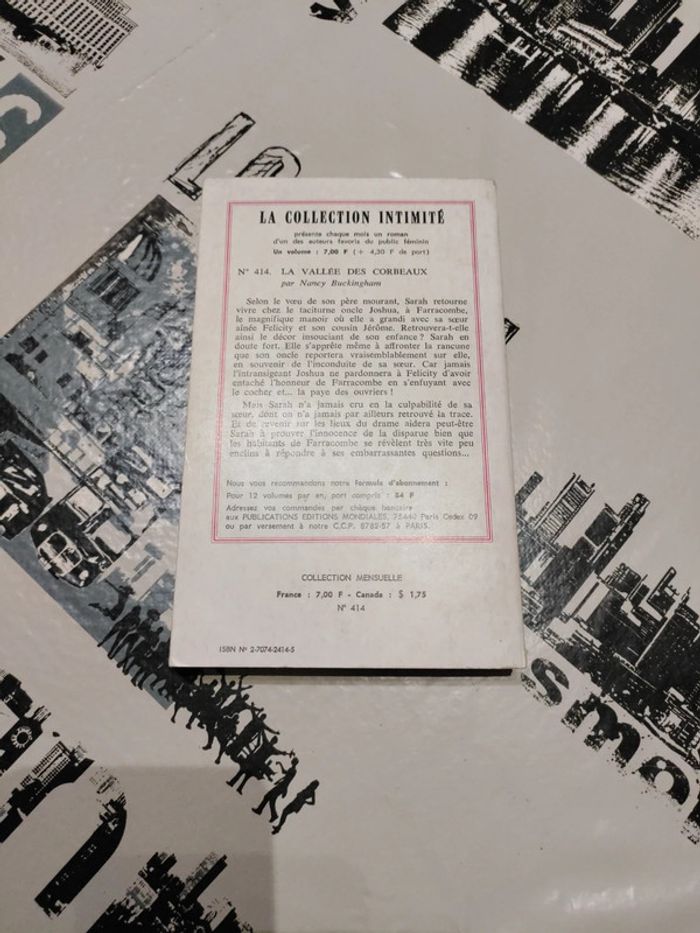 LA COLLECTION INTIMITÉ
présente chaque mois un roman
d'un des auteurs favoris du public féminin
Un volume : 7,00 F (+ 4,30 F de port)
N° 414. LA VALLÉE DES CORBEAUX
par Nancy Buckingham
Selon le vœu de son père mourant, Sarah retourne
vivre chez le taciturne oncle Joshua, à Farracombe,
le magnifique manoir où elle a grandi avec sa sœur
aînée Felicity et son cousin Jérôme. Retrouvera-t-elle
ainsi le décor insouciant de son enfance ? Sarah en
doute fort. Elle s'apprête même à affronter la rancune
que son oncle reportera vraisemblablement sur elle,
en souvenir de l'inconduite de sa sœur. Car jamais
l'intransigeant Joshua ne pardonnera à Felicity d'avoir
entaché l'honneur de Farracombe en s'enfuyant avec
le cocher et... la paye des ouvriers !
Mais Sarah n'a jamais cru en la culpabilité de sa
sœur, dont on n'a jamais par ailleurs retrouvé la trace.
Et de revenir sur les lieux du drame aidera peut-être
Sarah à prouver l'innocence de la disparue bien que
les habitants de Farracombe se révèlent très vite peu
enclins à répondre à ses embarrassantes questions...
Nous vous recommandons notre formule d'abonnement :
Pour 12 volumes par an, port compris : 84 F
Adressez vos commandes par chèque bancaire
aux PUBLICATIONS EDITIONS MONDIALES, 75440 Paris Cedex 09
ou par versement à notre C.C.P. 8782-57 à PARIS.
COLLECTION MENSUELLE
France : 7,00 F - Canada : $ 1,75
N° 414
ISBN N° 2-7074-2414-5